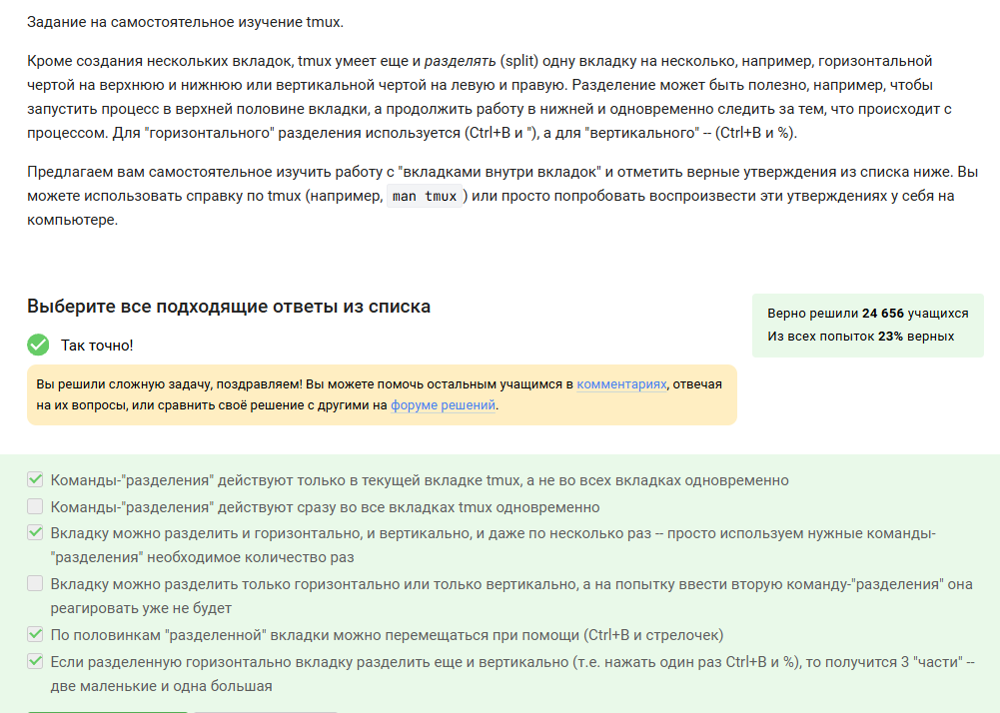 Задание на самостоятельное изучение tmux.
Кроме создания нескольких вкладок, tmux умеет еще и разделять (split) одну вкладку на несколько, например, горизонтальной
чертой на верхнюю и нижнюю или вертикальной чертой на левую и правую. Разделение может быть полезно, например, чтобы
запустить процесс в верхней половине вкладки, а продолжить работу в нижней и одновременно следить за тем, что происходит с
процессом. Для "горизонтального" разделения используется (Ctrl+B и "), а для "вертикального" -- (Ctrl+B и %).
Предлагаем вам самостоятельное изучить работу с "вкладками внутри вкладок" и отметить верные утверждения из списка ниже. Вы
можете использовать справку по tmux (например, man tmux) или просто попробовать воспроизвести эти утверждениях у себя на
компьютере.
Выберите все подходящие ответы из списка
Верно решили 24 656 учащихся
Из всех попыток 23% верных
Так точно!
Вы решили сложную задачу, поздравляем! Вы можете помочь остальным учащимся в комментариях, отвечая
на их вопросы, или сравнить своё решение с другими на форуме решений.
Команды-"разделения" действуют только в текущей вкладке tmux, а не во всех вкладках одновременно
Команды-"разделения" действуют сразу во все вкладках tmux одновременно
Вкладку можно разделить и горизонтально, и вертикально, и даже по несколько раз -- просто используем нужные команды-
"разделения" необходимое количество раз
Вкладку можно разделить только горизонтально или только вертикально, а на попытку ввести вторую команду-"разделения" она
реагировать уже не будет
По половинкам "разделенной" вкладки можно перемещаться при помощи (Ctrl+B и стрелочек)
Если разделенную горизонтально вкладку разделить еще и вертикально (т.е. нажать один раз Ctrl+B и %), то получится 3 "части" --
две маленькие и одна большая